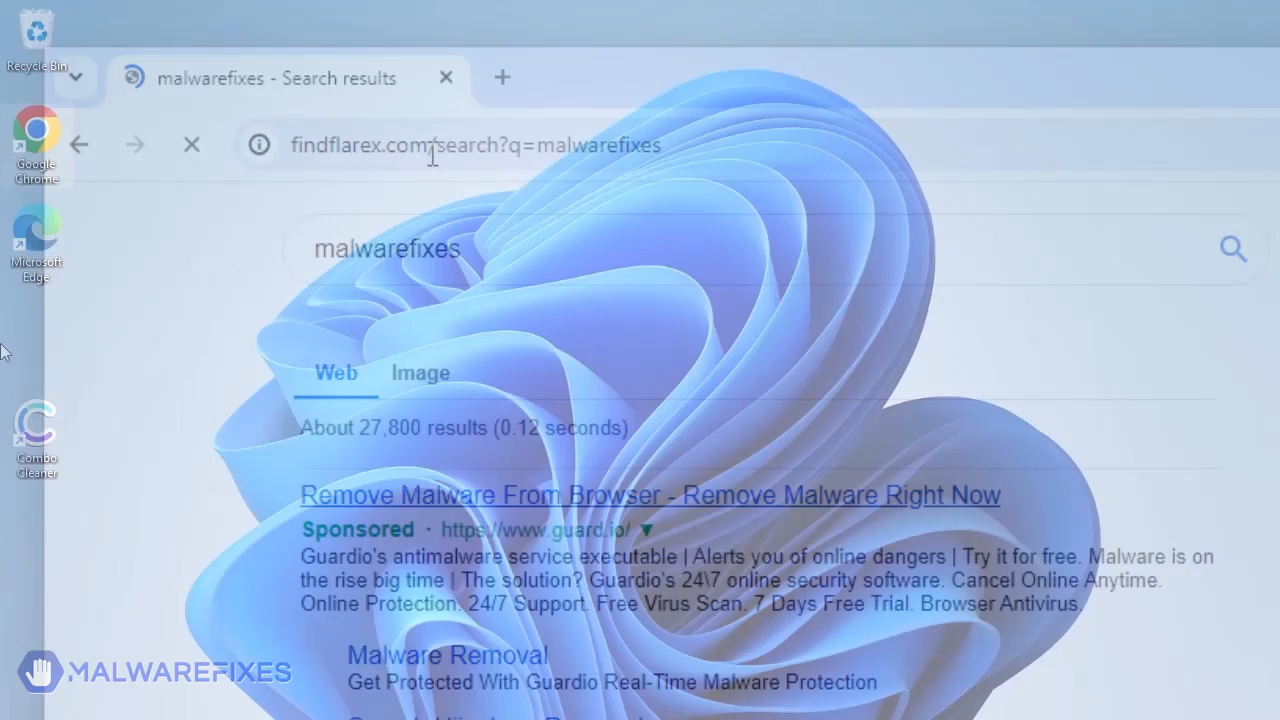 Recycle Bin
malwarefixes - Search results
Google
Chrome
findflarex.com/search?q=malwarefixes
malwarefixes
Microsoft
Edge
Web Image
About 27,800 results (0.12 seconds)
Combo
Cleaner
Remove Malware From Browser - Remove Malware Right Now
Sponsored · https://www.guard.io/
Guardio's antimalware service executable | Alerts you of online dangers | Try it for free. Malware is on
the rise big time | The solution? Guardio's 24\7 online security software. Cancel Online Anytime.
Online Protection. 24/7 Support. Free Virus Scan. 7 Days Free Trial. Browser Antivirus.
Malware Removal
Get Protected With Guardio Real-Time Malware Protection
MALWAREFIXES